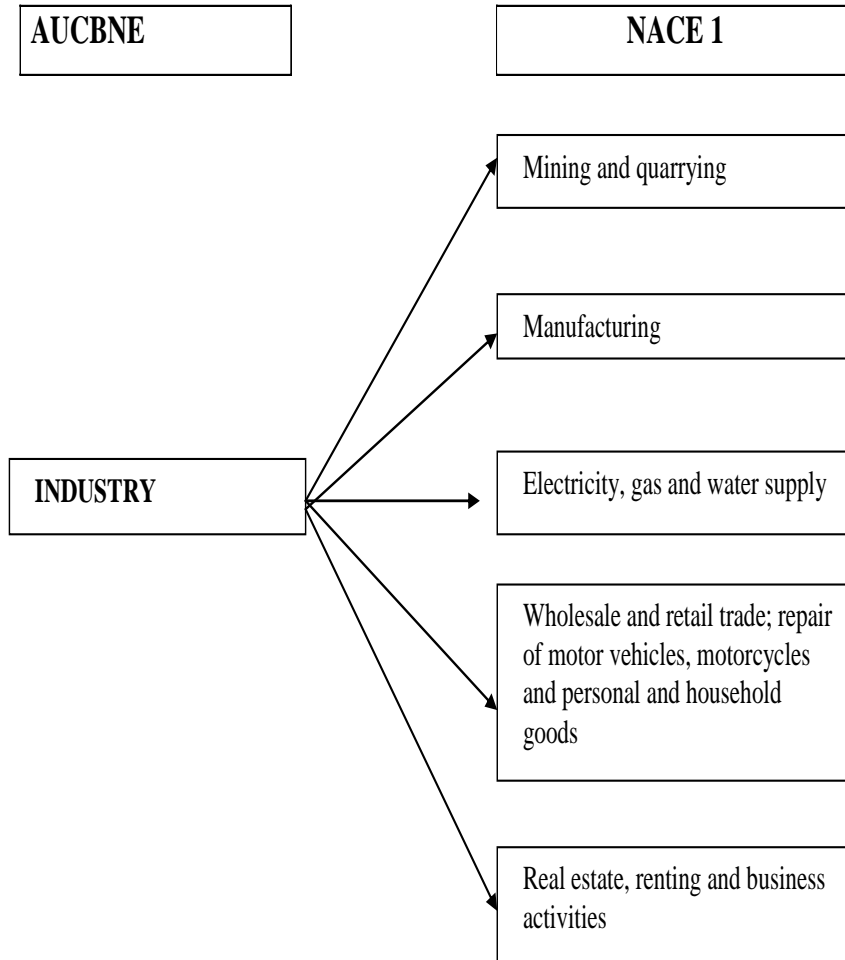 AUCBNE
NACE 1
Mining and quarrying
Manufacturing
INDUSTRY
Electricity, gas and water supply
Wholesale and retail trade; repair
of motor vehicles, motorcycles
and personal and household
goods
Real estate, renting and business
activities